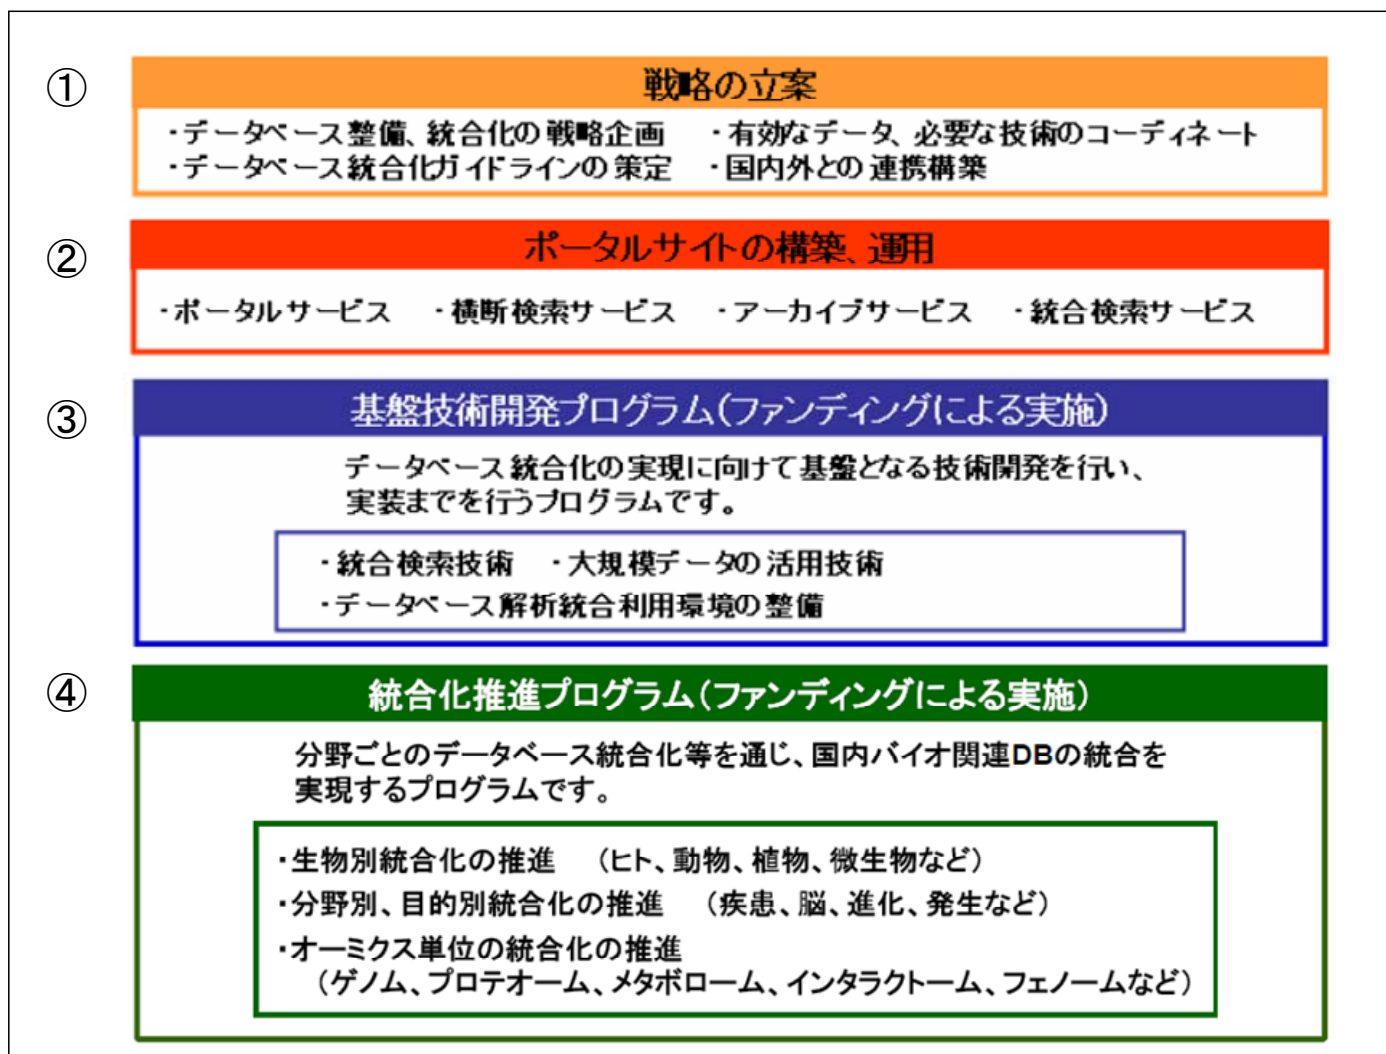 ①
戦略の立案
・データベース整備、統合化の戦略企画 ・有効なデータ、必要な技術のコーディネート
・データベース統合化ガイドラインの策定 ・国内外との連携構築
②
ポータルサイトの構築、運用
・ポータルサービス ・横断検索サービス ・アーカイブサービス ・統合検索サービス
③
基盤技術開発プログラム(ファンディングによる実施)
データベース統合化の実現に向けて基盤となる技術開発を行い、
実装までを行うプログラムです。
・統合検索技術 ・大規模データの活用技術
・データベース解析統合利用環境の整備
④
統合化推進プログラム(ファンディングによる実施)
分野ごとのデータベース統合化等を通じ、国内バイオ関連DBの統合を
実現するプログラムです。
・生物別統合化の推進 (ヒト、動物、植物、微生物など)
・分野別、目的別統合化の推進 (疾患、脳、進化、発生など)
・オーミクス単位の統合化の推進
(ゲノム、プロテオーム、メタボローム、インタラクトーム、フェノームなど)